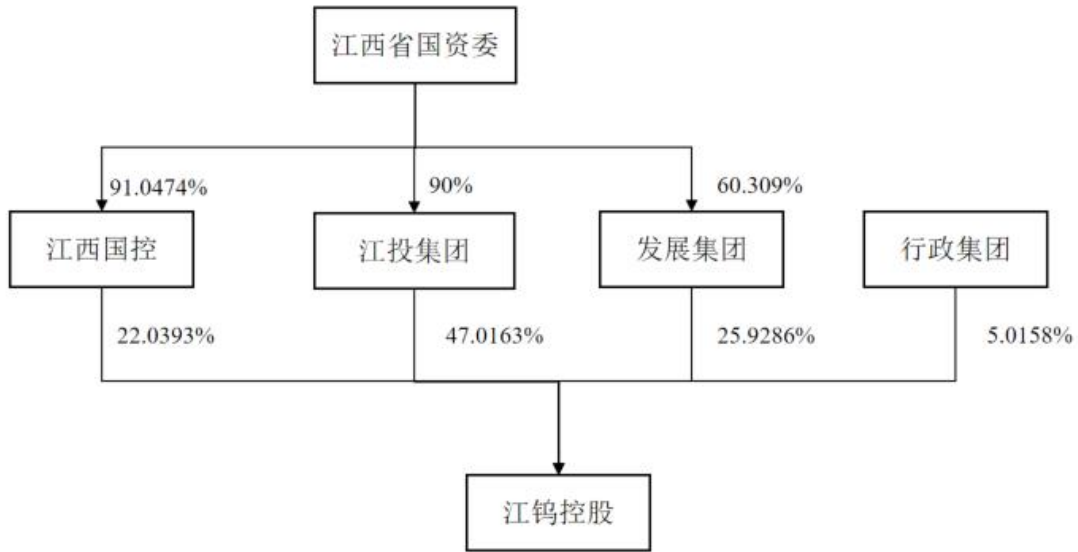 江西省国资委
91.0474%
90%
60.309%
江西国控
江投集团
发展集团
行政集团
22.0393%
47.0163%
25.9286%
5.0158%
江钨控股